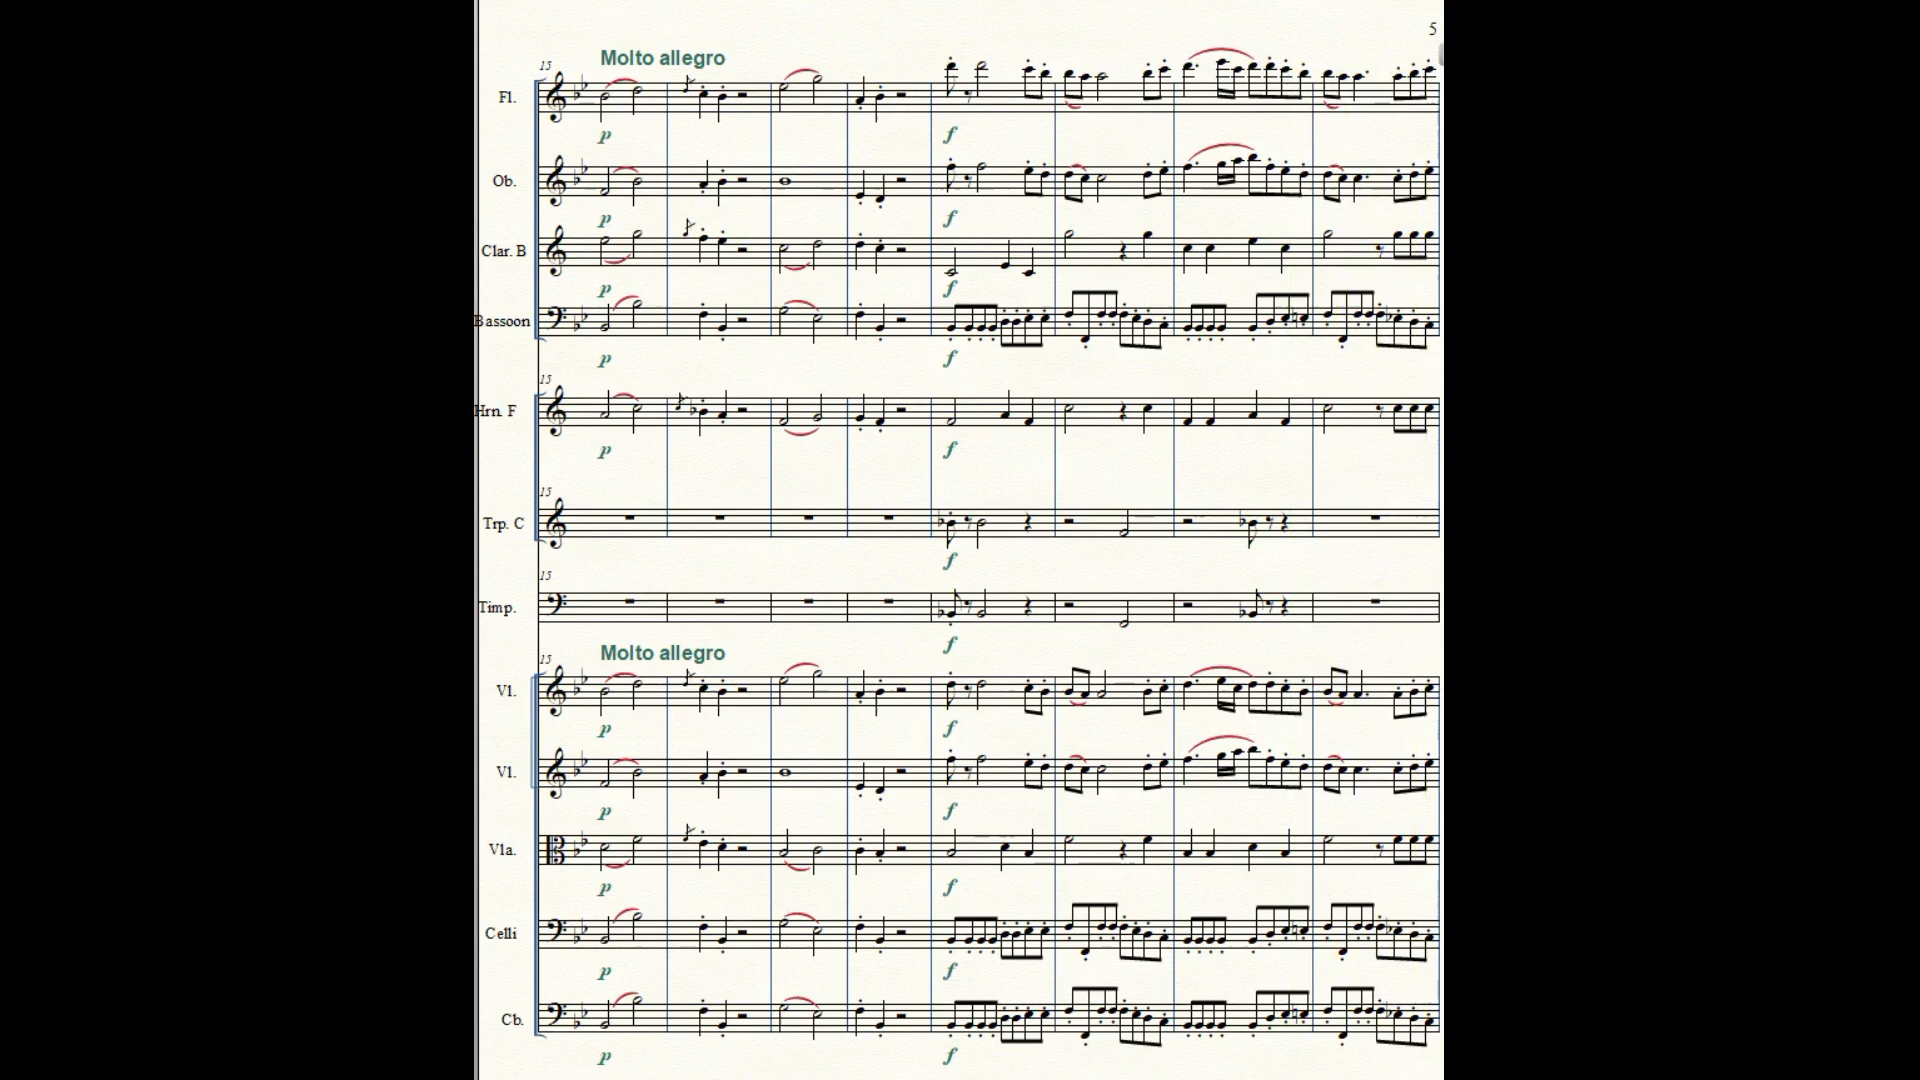 5
Molto allegro
15
Fl.
p
f
Ob.
p
f
Clar. B
p
f
Bassoon
p
f
15
Hrn. F
p
f
15
Trp. C
f
15
Timp.
f
Molto allegro
15
Vl.
p
f
Vl.
p
f
Vla.
p
f
Celli
p
f
Cb.
p
f